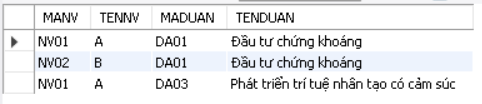 MANV TENNV MADUAN TENDUAN
NV01 A DA01 Đầu tư chứng khoáng
NV02 B DA01 Đầu tư chứng khoáng
NV01 A DA03 Phát triển trí tuệ nhân tạo có cảm súc